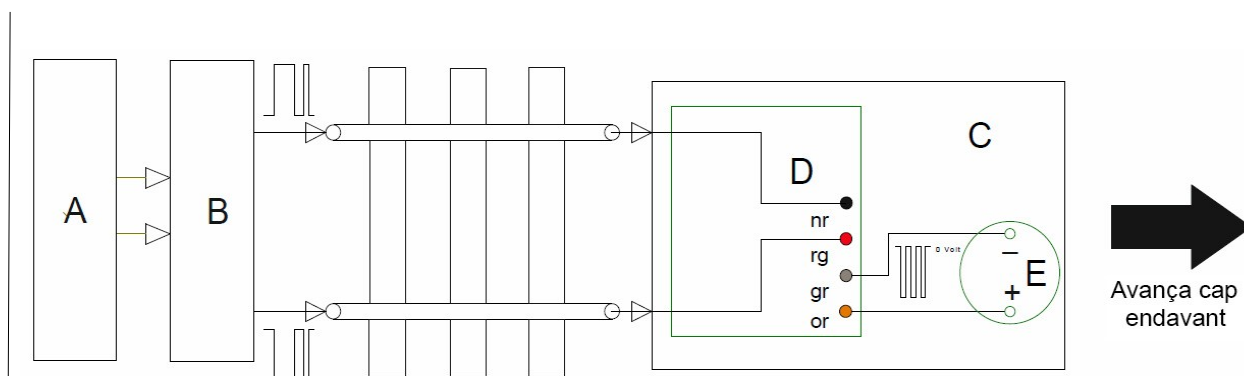 A
B
C
D
nr
rg
gr
or
0 Volt
–
E
+
Avança cap
endavant